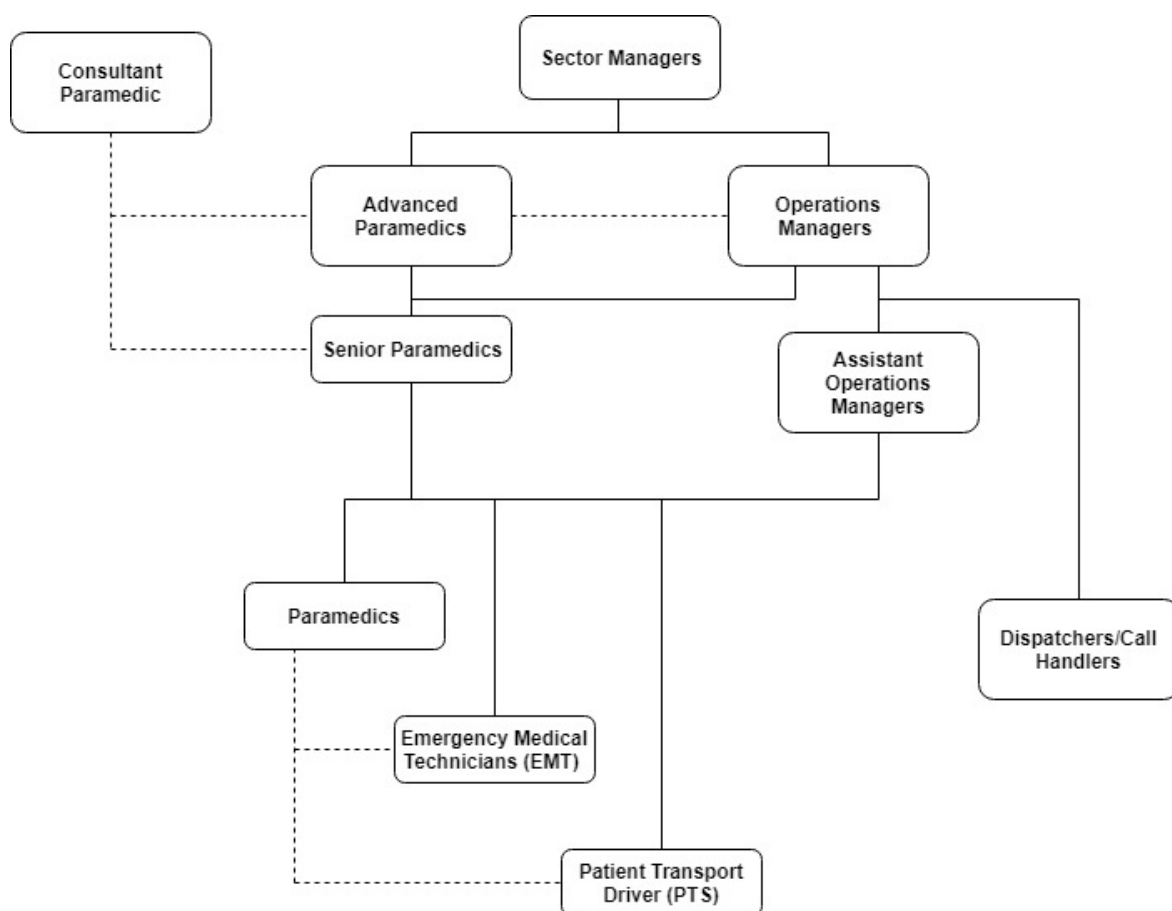 Sector Managers
Consultant
Paramedic
Advanced
Paramedics
Operations
Managers
Senior Paramedics
Assistant
Operations
Managers
Paramedics
Dispatchers/Call
Handlers
Emergency Medical
Technicians (EMT)
Patient Transport
Driver (PTS)